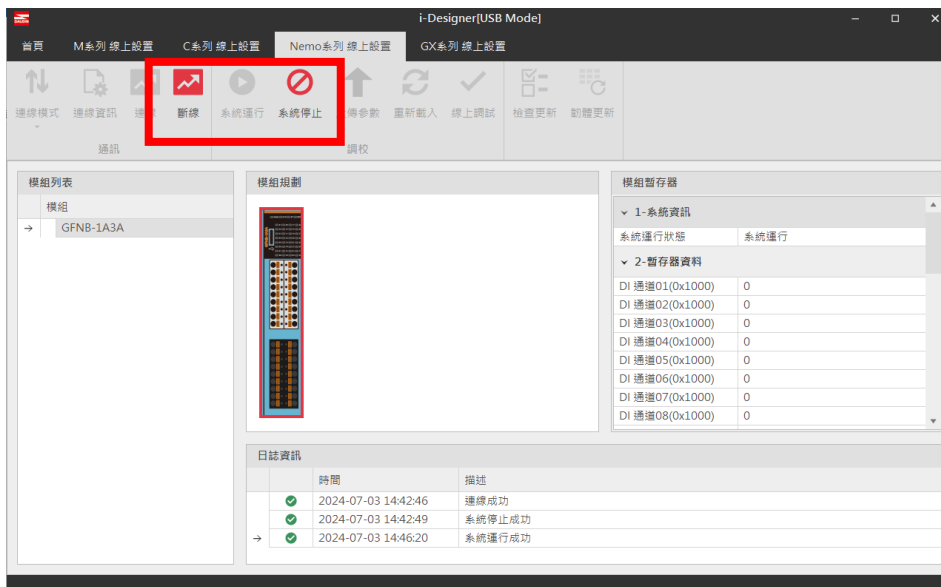 i-Designer[USB Mode]
首頁 M系列 線上設置 C系列 線上設置 Nemo系列 線上設置 GX系列 線上設置
連線模式 連線資訊 斷線 系統運行 系統停止 傳參數 重新載入 線上調試 檢查更新 韌體更新
通訊 調校
模組列表 模組規劃 模組暫存器
模組
→ GFNB-1A3A
1-系統資訊
系統運行狀態 系統運行
2-暫存器資料
DI 通道01(0x1000) 0
DI 通道02(0x1000) 0
DI 通道03(0x1000) 0
DI 通道04(0x1000) 0
DI 通道05(0x1000) 0
DI 通道06(0x1000) 0
DI 通道07(0x1000) 0
DI 通道08(0x1000) 0
日誌資訊
時間 描述
2024-07-03 14:42:46 連線成功
2024-07-03 14:42:49 系統停止成功
→ 2024-07-03 14:46:20 系統運行成功